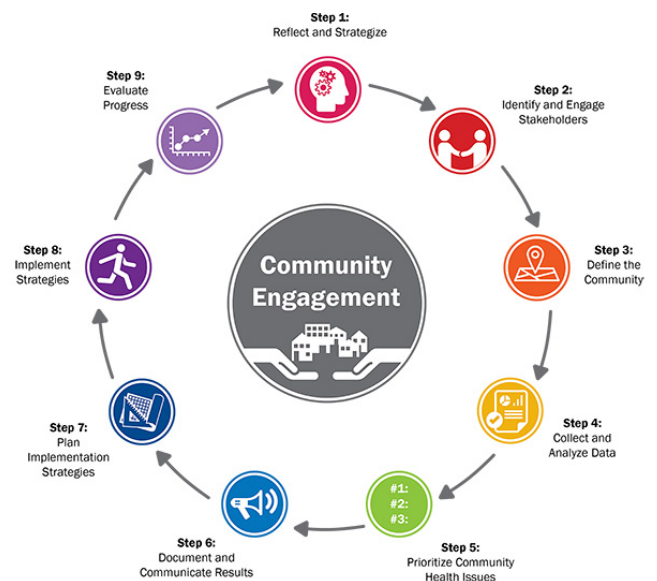 Step 1:
Reflect and Strategize
Step 2:
Identify and Engage
Stakeholders
Step 3:
Define the
Community
Step 4:
Collect and
Analyze Data
#1:
#2:
#3:
Step 5:
Prioritize Community
Health Issues
Step 6:
Document and
Communicate Results
Step 7:
Plan
Implementation
Strategies
Step 8:
Implement
Strategies
Step 9:
Evaluate
Progress
Community
Engagement